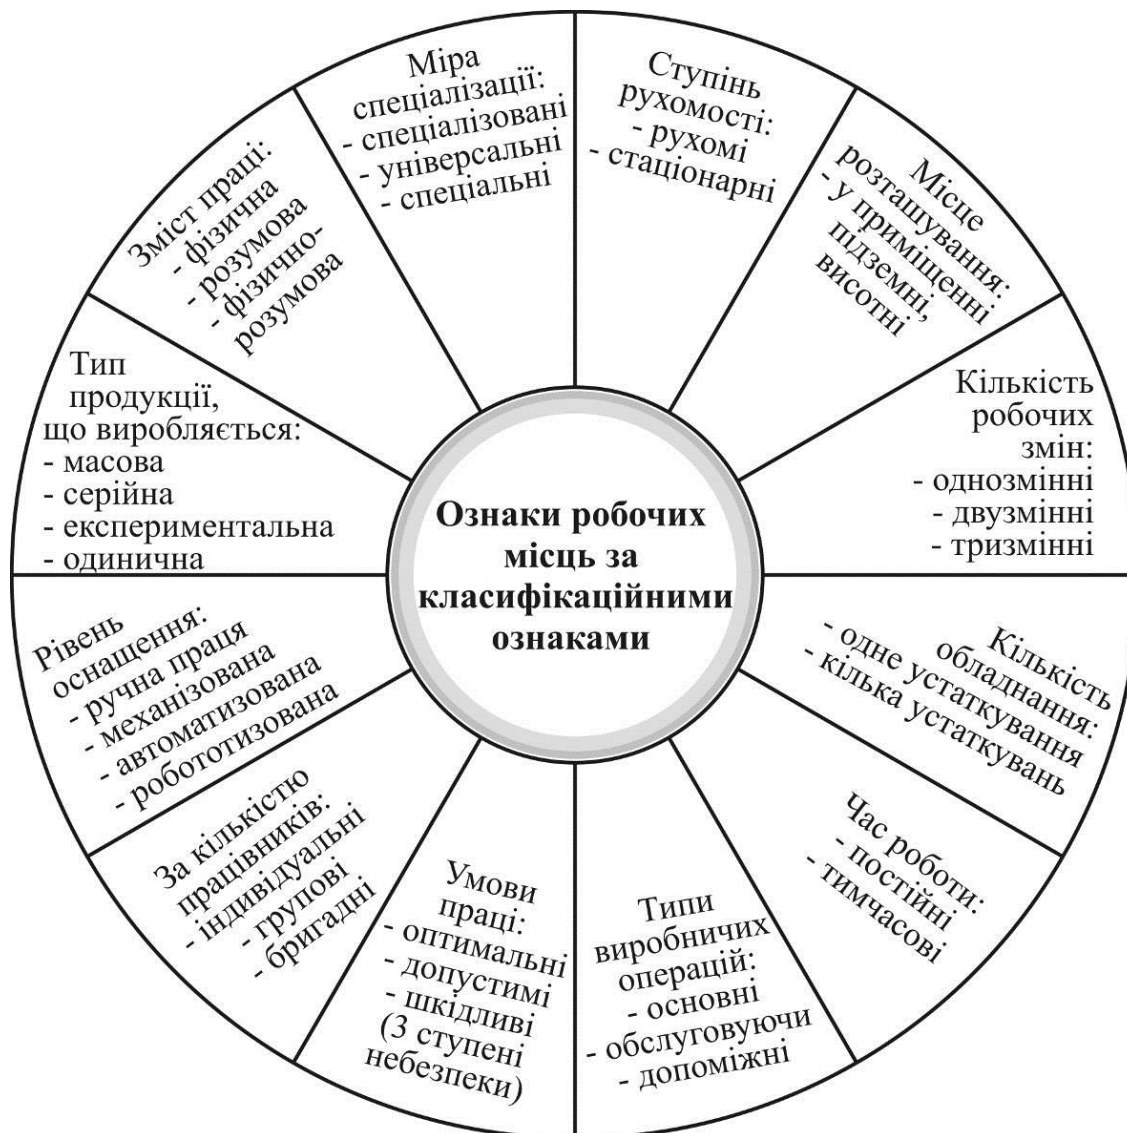 Ознаки робочих
місць за
класифікаційними
ознаками
Ступінь
рухомості:
- рухомі
- стаціонарні
Місце
розташування:
- у приміщенні
підземні,
висотні
Кількість
робочих
змін:
- однозмінні
- двузмінні
- тризмінні
Кількість
обладнання:
- одне устаткування
- кілька устаткувань
Час роботи:
- постійні
- тимчасові
Типи
виробничих
операцій:
- основні
- обслуговуючи
- допоміжні
Умови
праці:
- оптимальні
- допустимі
- шкідливі
(3 ступені
небезпеки)
За кількістю
працівників:
- індивідуальні
- групові
- бригадні
Рівень
оснащення:
- ручна праця
- механізована
- автоматизована
- робототизована
Тип
продукції,
що виробляється:
- масова
- серійна
- експериментальна
- одинична
Зміст праці:
- фізична
- розумова
- фізично-
розумова
Міра
спеціалізації:
- спеціалізовані
- універсальні
- спеціальні